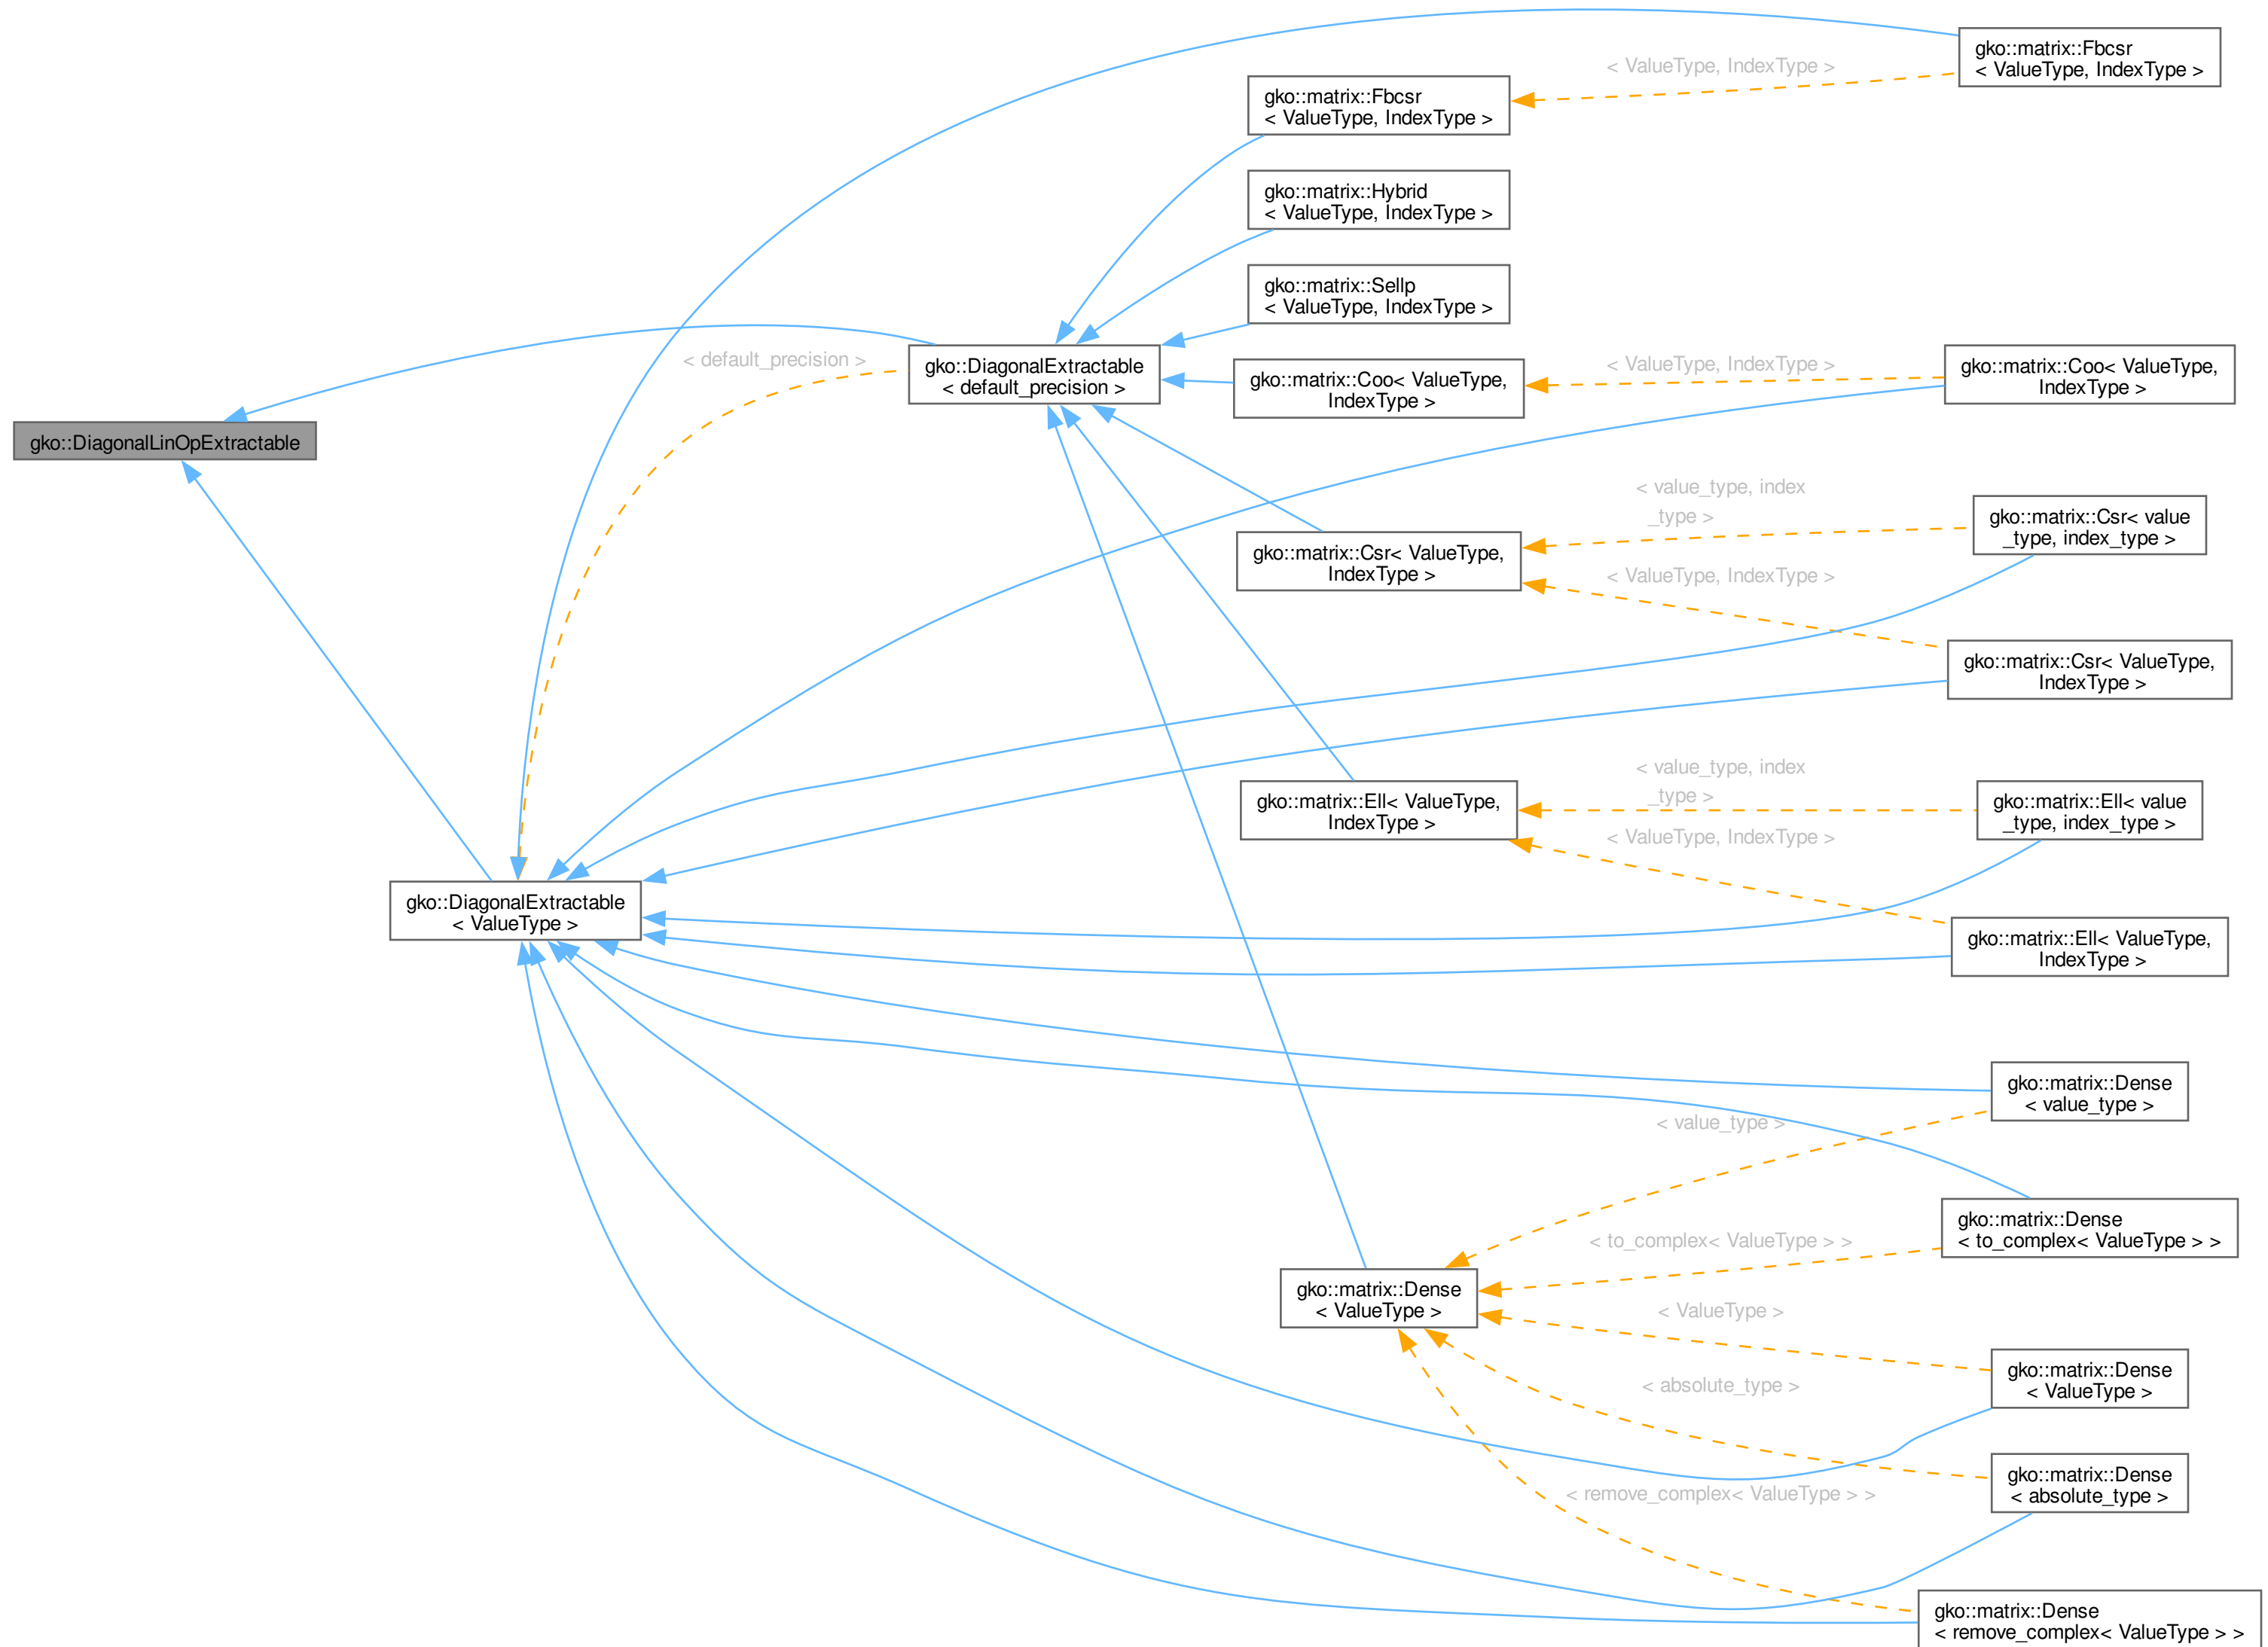 gko::matrix::Fbcsr
< ValueType, IndexType >
< ValueType, IndexType >
gko::matrix::Fbcsr
< ValueType, IndexType >
gko::matrix::Hybrid
< ValueType, IndexType >
gko::matrix::Sellp
< ValueType, IndexType >
< default_precision >
gko::DiagonalExtractable
< default_precision >
gko::matrix::Coo< ValueType,
IndexType >
< ValueType, IndexType >
gko::matrix::Coo< ValueType,
IndexType >
gko::DiagonalLinOpExtractable
< value_type, index
_type >
gko::matrix::Csr< value
_type, index_type >
gko::matrix::Csr< ValueType,
IndexType >
< ValueType, IndexType >
gko::matrix::Csr< ValueType,
IndexType >
< value_type, index
_type >
gko::matrix::Ell< ValueType,
IndexType >
gko::matrix::Ell< value
_type, index_type >
< ValueType, IndexType >
gko::DiagonalExtractable
< ValueType >
gko::matrix::Ell< ValueType,
IndexType >
gko::matrix::Dense
< value_type >
< value_type >
gko::matrix::Dense
< to_complex< ValueType > >
< to_complex< ValueType > >
gko::matrix::Dense
< ValueType >
< ValueType >
gko::matrix::Dense
< ValueType >
< absolute_type >
gko::matrix::Dense
< absolute_type >
< remove_complex< ValueType > >
gko::matrix::Dense
< remove_complex< ValueType > >